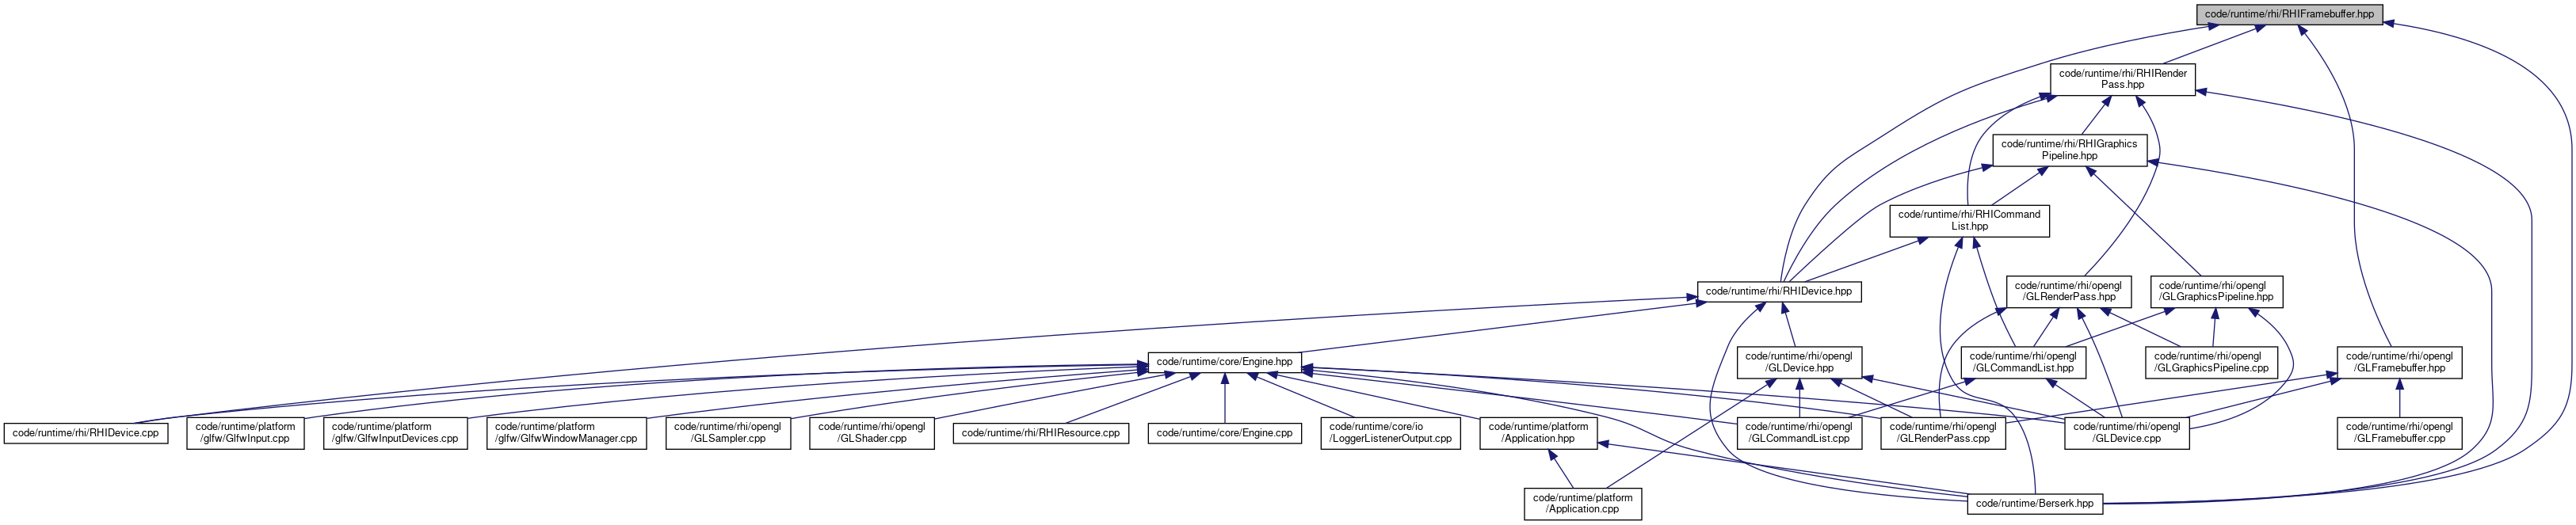 code/runtime/rhi/RHIFramebuffer.hpp
code/runtime/rhi/RHIRender
Pass.hpp
code/runtime/rhi/RHIGraphics
Pipeline.hpp
code/runtime/rhi/RHICommand
List.hpp
code/runtime/rhi/RHIDevice.hpp
code/runtime/rhi/opengl
/GLRenderPass.hpp
code/runtime/rhi/opengl
/GLGraphicsPipeline.hpp
code/runtime/core/Engine.hpp
code/runtime/rhi/opengl
/GLDevice.hpp
code/runtime/rhi/opengl
/GLCommandList.hpp
code/runtime/rhi/opengl
/GLGraphicsPipeline.cpp
code/runtime/rhi/opengl
/GLFramebuffer.hpp
code/runtime/rhi/RHIDevice.cpp
code/runtime/platform
/glfw/GlfwInput.cpp
code/runtime/platform
/glfw/GlfwInputDevices.cpp
code/runtime/platform
/glfw/GlfwWindowManager.cpp
code/runtime/rhi/opengl
/GLSampler.cpp
code/runtime/rhi/opengl
/GLShader.cpp
code/runtime/rhi/RHIResource.cpp
code/runtime/core/Engine.cpp
code/runtime/core/io
/LoggerListenerOutput.cpp
code/runtime/platform
/Application.hpp
code/runtime/rhi/opengl
/GLCommandList.cpp
code/runtime/rhi/opengl
/GLRenderPass.cpp
code/runtime/rhi/opengl
/GLDevice.cpp
code/runtime/rhi/opengl
/GLFramebuffer.cpp
code/runtime/platform
/Application.cpp
code/runtime/Berserk.hpp